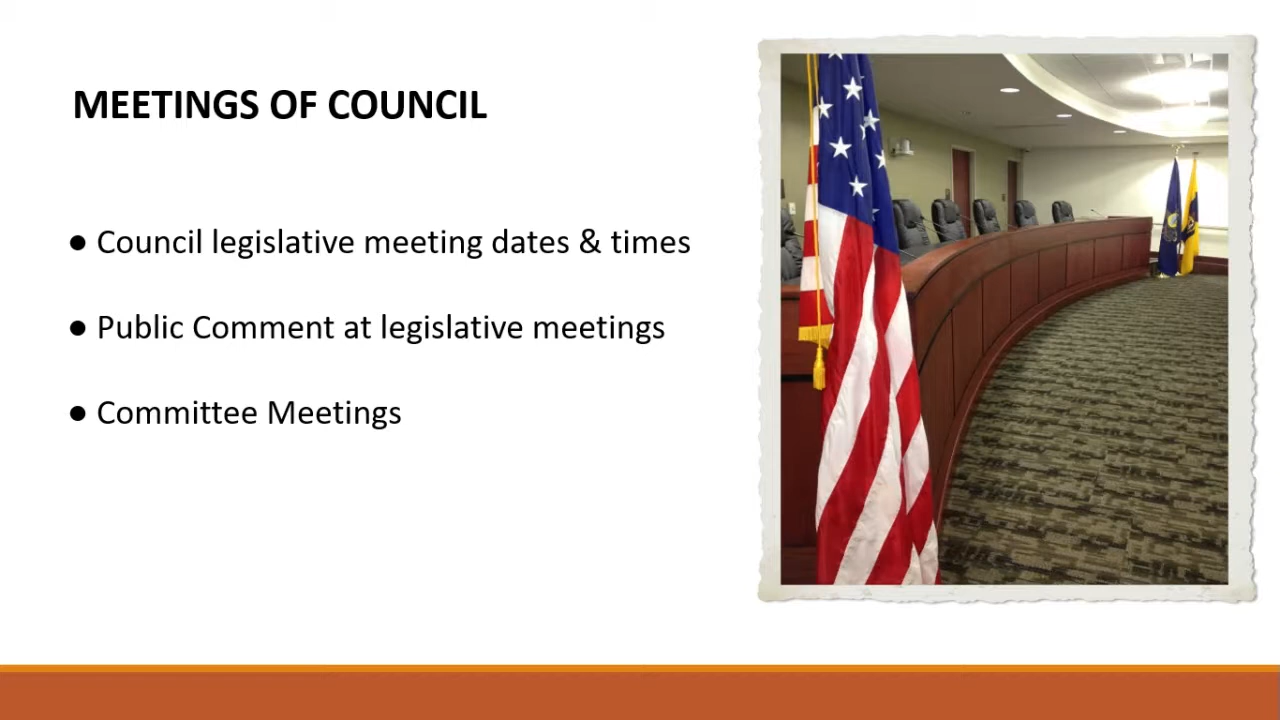 MEETINGS OF COUNCIL
● Council legislative meeting dates & times
● Public Comment at legislative meetings
● Committee Meetings